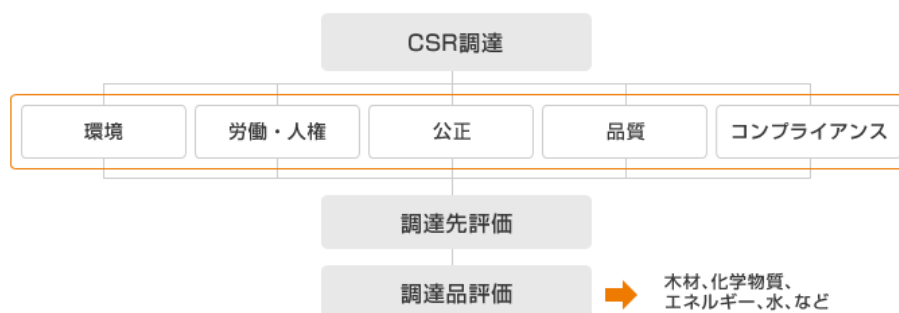 CSR調達
環境
労働・人権
公正
品質
コンプライアンス
調達先評価
調達品評価
木材、化学物質、
エネルギー、水、など